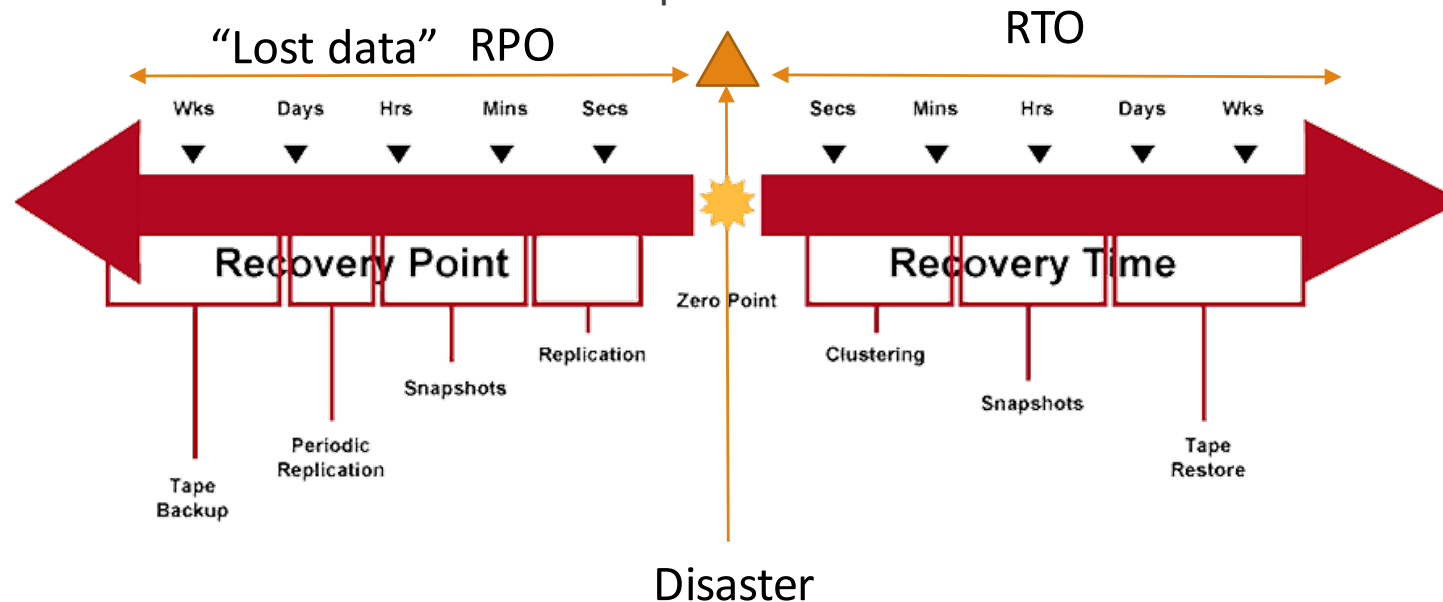 “Lost data” RPO
RTO
Wks Days Hrs Mins Secs
Secs Mins Hrs Days Wks
Recovery Point
Recovery Time
Zero Point
Replication
Clustering
Snapshots
Snapshots
Periodic
Replication
Tape
Restore
Tape
Backup
Disaster